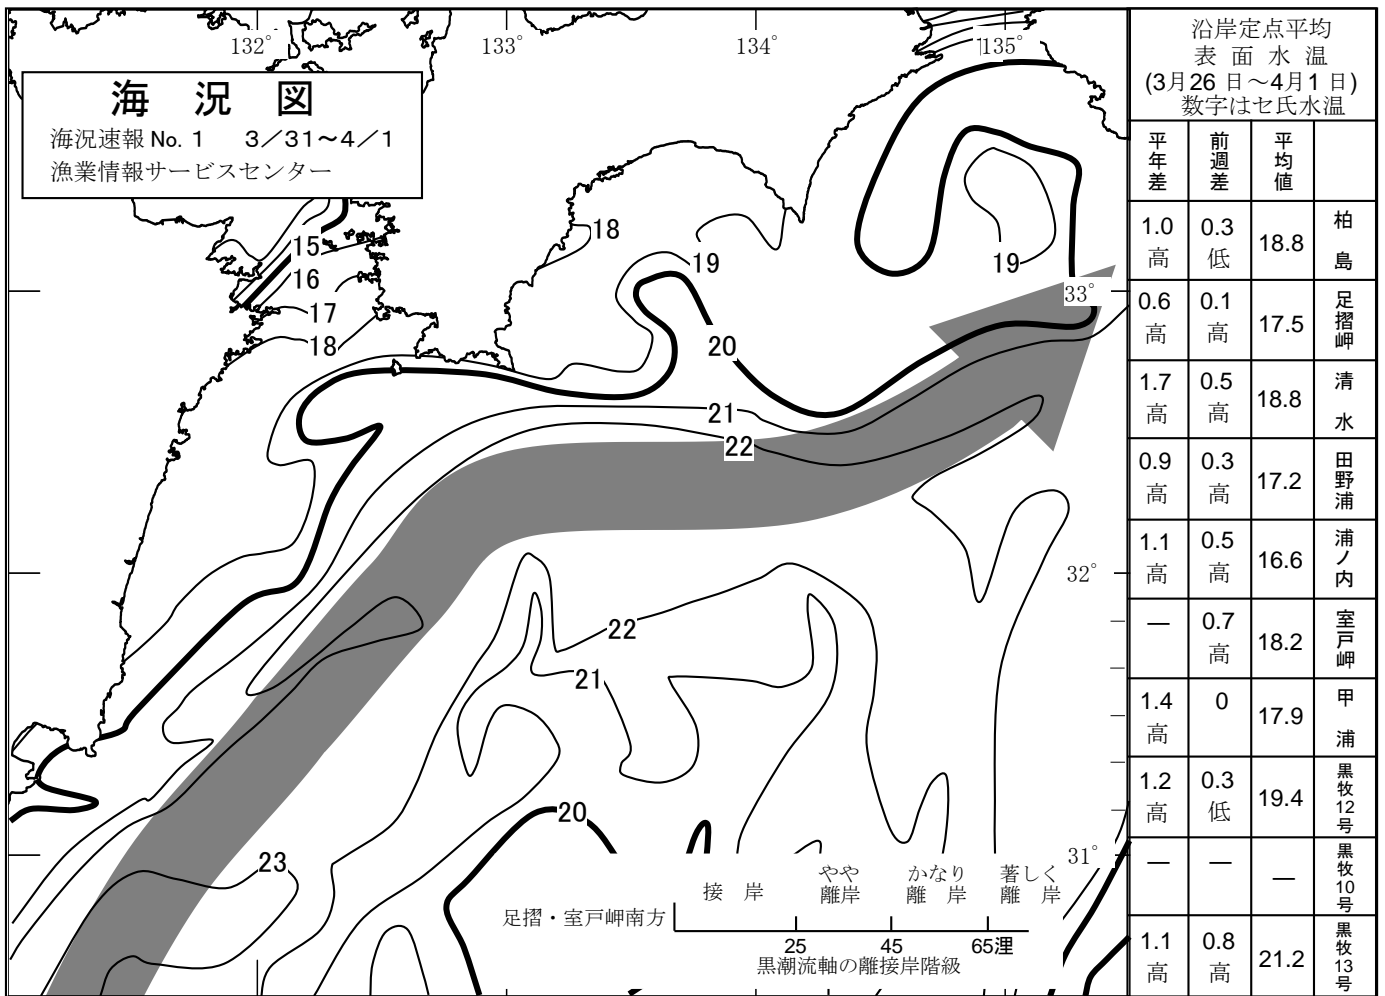 132°
133°
134°
135°
海 況 図
海況速報 No. 1 3/31~4/1
漁業情報サービスセンター
15
16
17
18
18
19
19
20
21
22
33°
32°
22
21
20
23
31°
接 岸
やや
離岸
かなり
離 岸
著しく
離 岸
足摺・室戸岬南方
25
45
65浬
黒潮流軸の離接岸階級
沿岸定点平均
表 面 水 温
(3月26 日~4月1 日)
数字はセ氏水温
平年差 前週差 平均値
1.0高 0.3低 18.8 柏島
0.6高 0.1高 17.5 足摺岬
1.7高 0.5高 18.8 清水
0.9高 0.3高 17.2 田野浦
1.1高 0.5高 16.6 浦ノ内
― 0.7高 18.2 室戸岬
1.4高 0 17.9 甲浦
1.2高 0.3低 19.4 黒牧12号
― ― ― 黒牧10号
1.1高 0.8高 21.2 黒牧13号